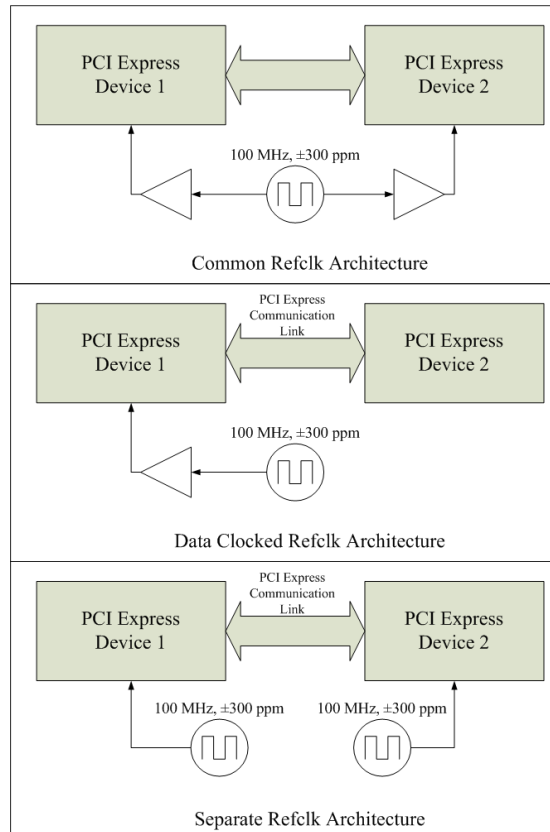 PCI Express
Device 1
PCI Express
Device 2
100 MHz, ±300 ppm
Common Refclk Architecture
PCI Express
Communication
Link
PCI Express
Device 1
PCI Express
Device 2
100 MHz, ±300 ppm
Data Clocked Refclk Architecture
PCI Express
Communication
Link
PCI Express
Device 1
PCI Express
Device 2
100 MHz, ±300 ppm
100 MHz, ±300 ppm
Separate Refclk Architecture